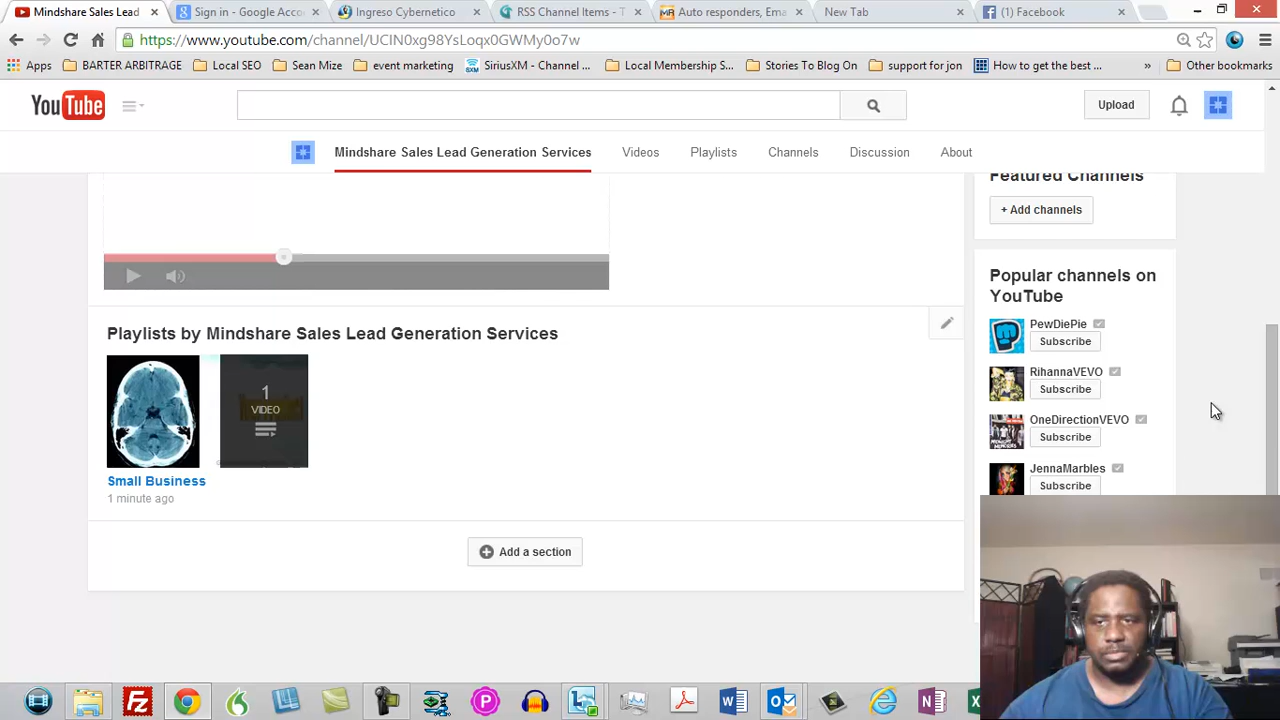 Mindshare Sales Lead
Sign in - Google Acco
Ingreso Cybernetico
RSS Channel Items - T
Auto responders, Ema
New Tab
(1) Facebook
https://www.youtube.com/channel/UClN0xg98YsLoqx0GWMy0o7w
Apps
BARTER ARBITRAGE
Local SEO
Sean Mize
event marketing
SiriusXM - Channel ...
Local Membership S...
Stories To Blog On
support for jon
How to get the best ...
»
Other bookmarks
YouTube
Upload
Mindshare Sales Lead Generation Services
Videos
Playlists
Channels
Discussion
About
Featured Channels
+ Add channels
Popular channels on
YouTube
PewDiePie
Subscribe
RihannaVEVO
Subscribe
OneDirectionVEVO
Subscribe
JennaMarbles
Subscribe
Playlists by Mindshare Sales Lead Generation Services
1
VIDEO
Small Business
1 minute ago
Add a section